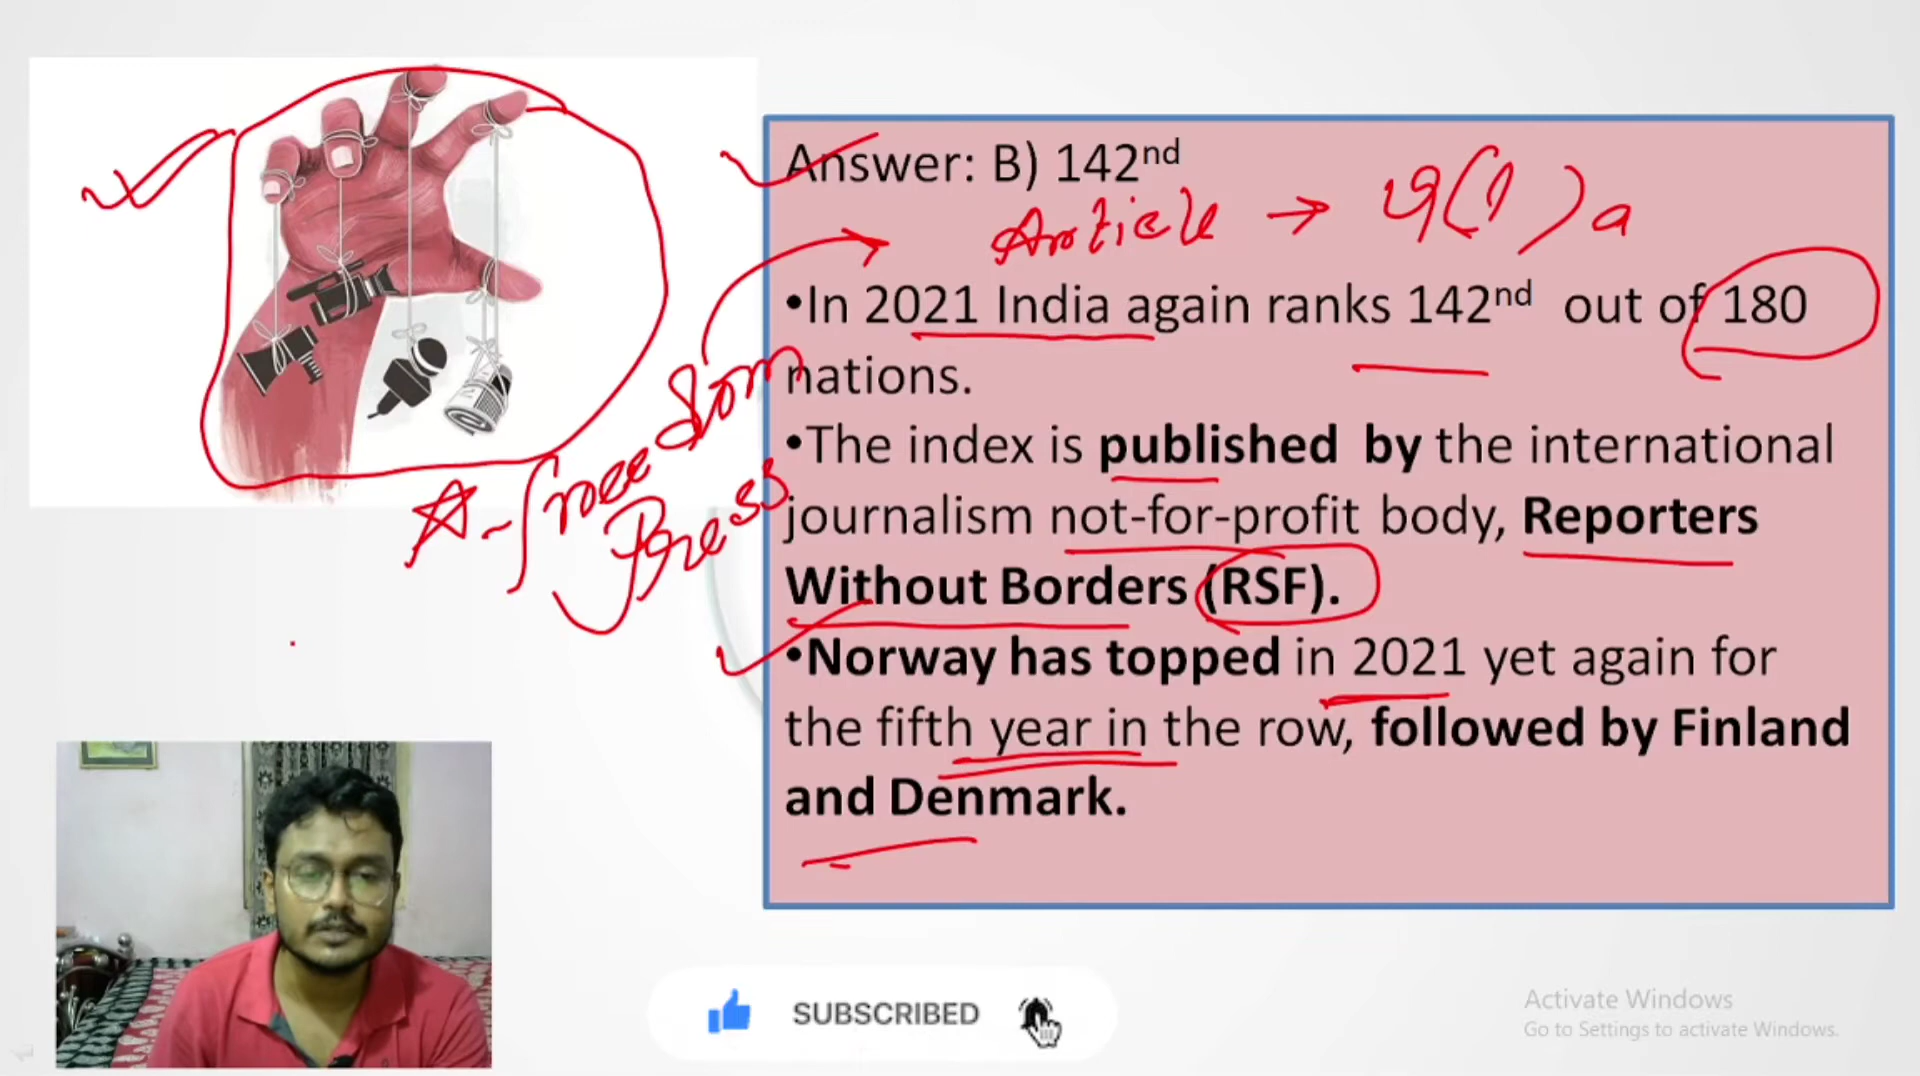 Answer: B) 142nd
Article → 19(1)a
•In 2021 India again ranks 142nd out of 180
nations.
•The index is published by the international
journalism not-for-profit body, Reporters
Without Borders (RSF).
•Norway has topped in 2021 yet again for
the fifth year in the row, followed by Finland
and Denmark.
freedom
Press
SUBSCRIBED
Activate Windows
Go to Settings to activate Windows.